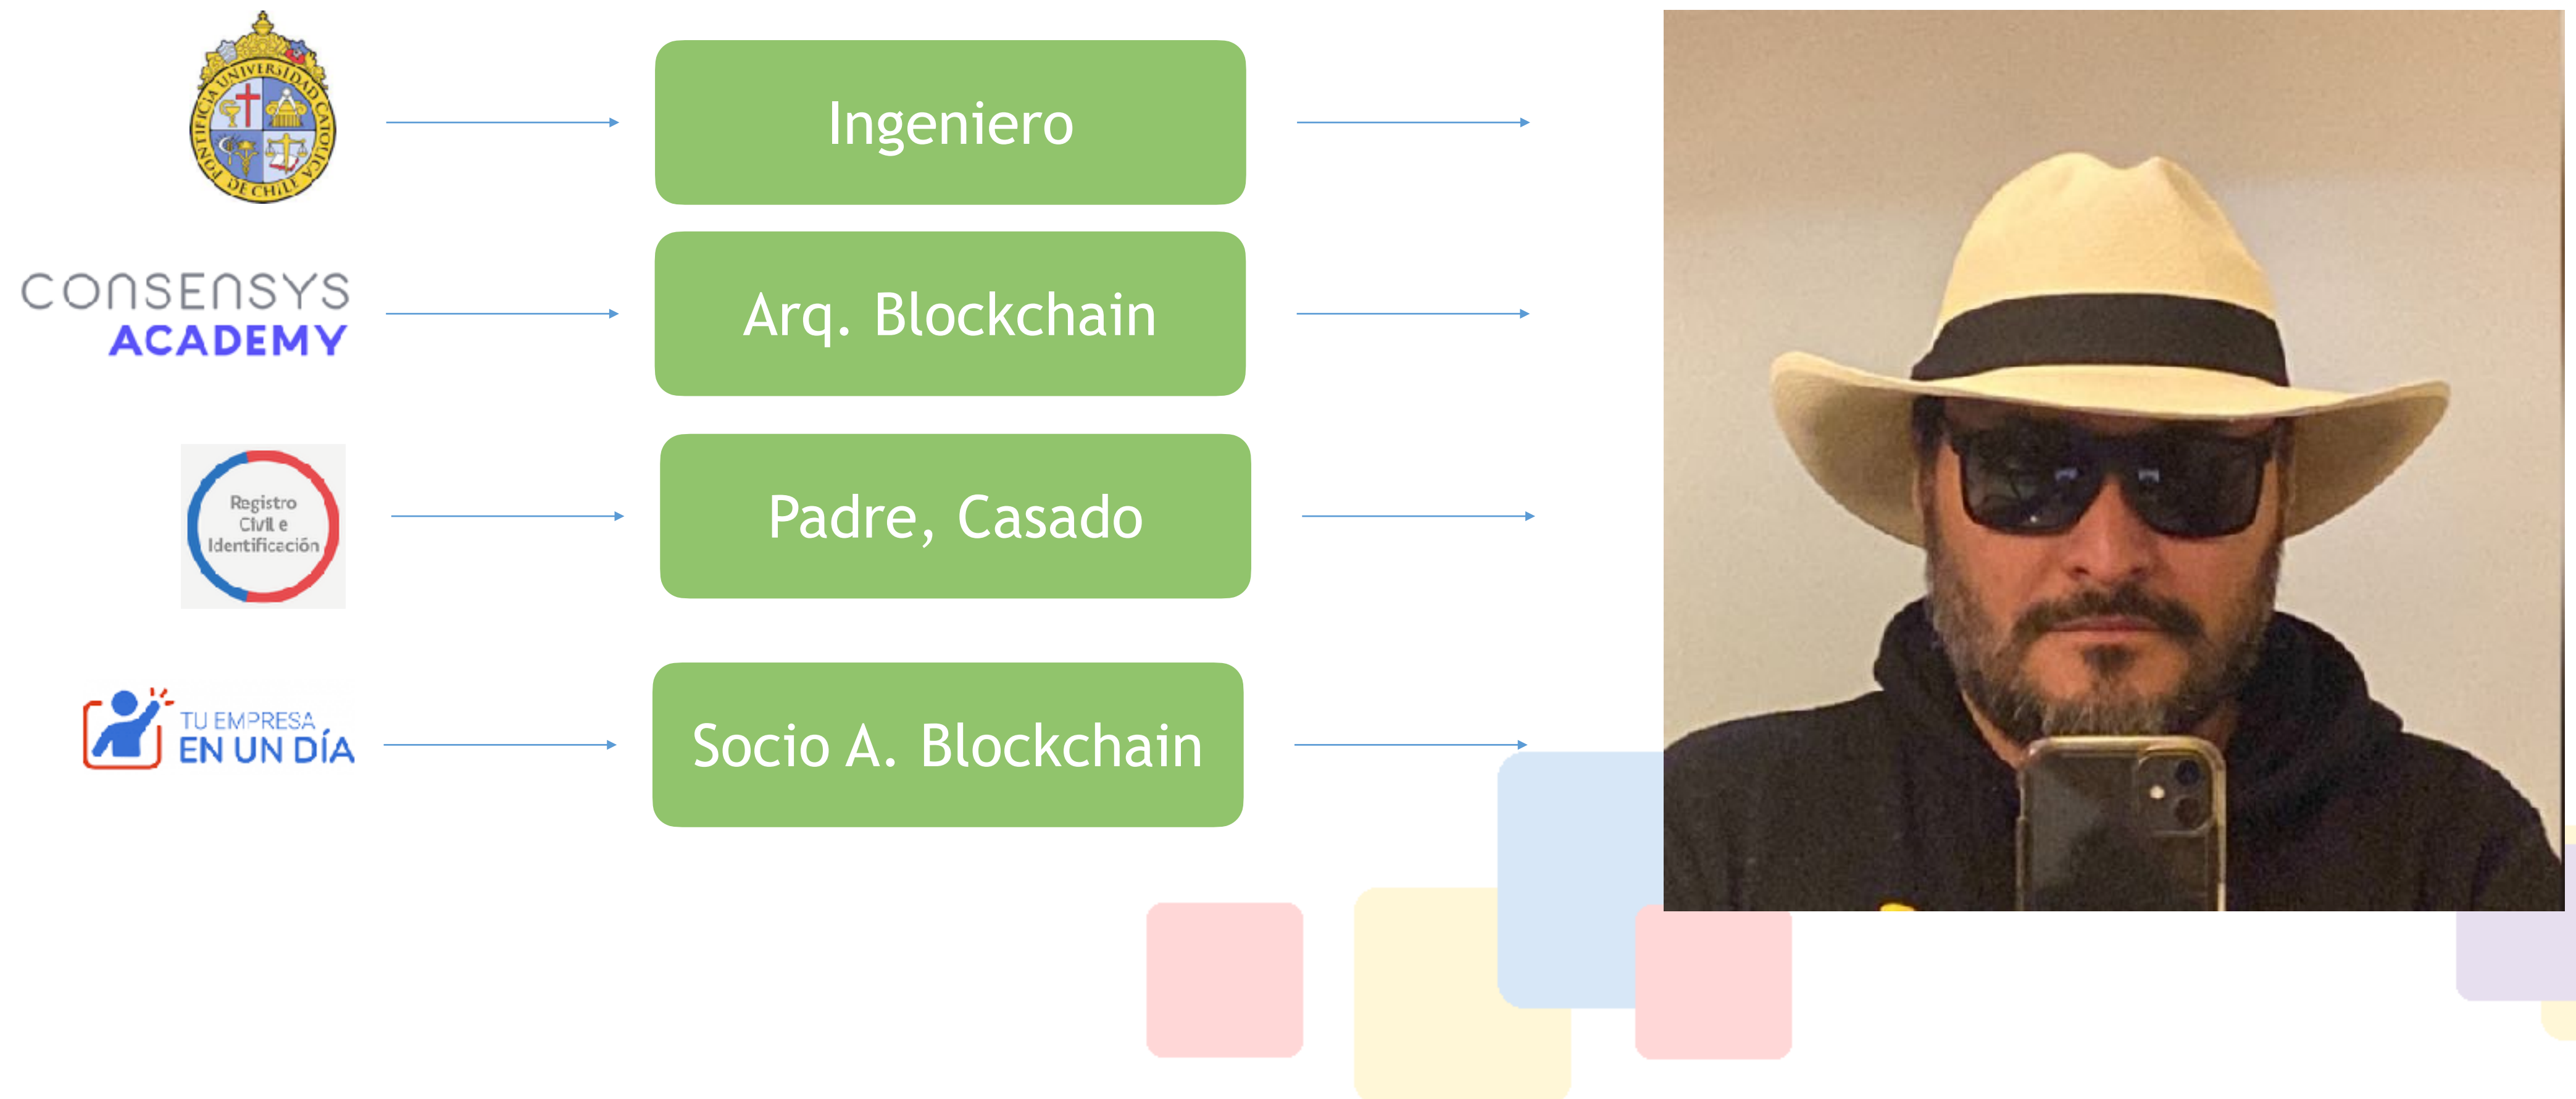 PONTIFICIA UNIVERSIDAD CATOLICA DE CHILE
Ingeniero
CONSENSYS
ACADEMY
Arq. Blockchain
Registro
Civil e
Identificación
Padre, Casado
TU EMPRESA
EN UN DÍA
Socio A. Blockchain